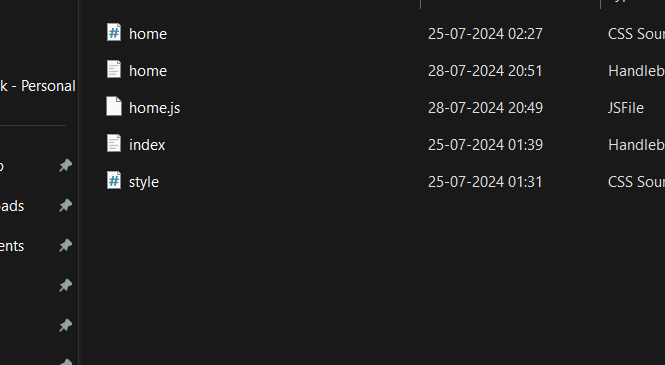 home 25-07-2024 02:27 CSS Sour
home 28-07-2024 20:51 Handleb
k - Personal
home.js 28-07-2024 20:49 JSFile
index 25-07-2024 01:39 Handleb
style 25-07-2024 01:31 CSS Sour
ads
ents